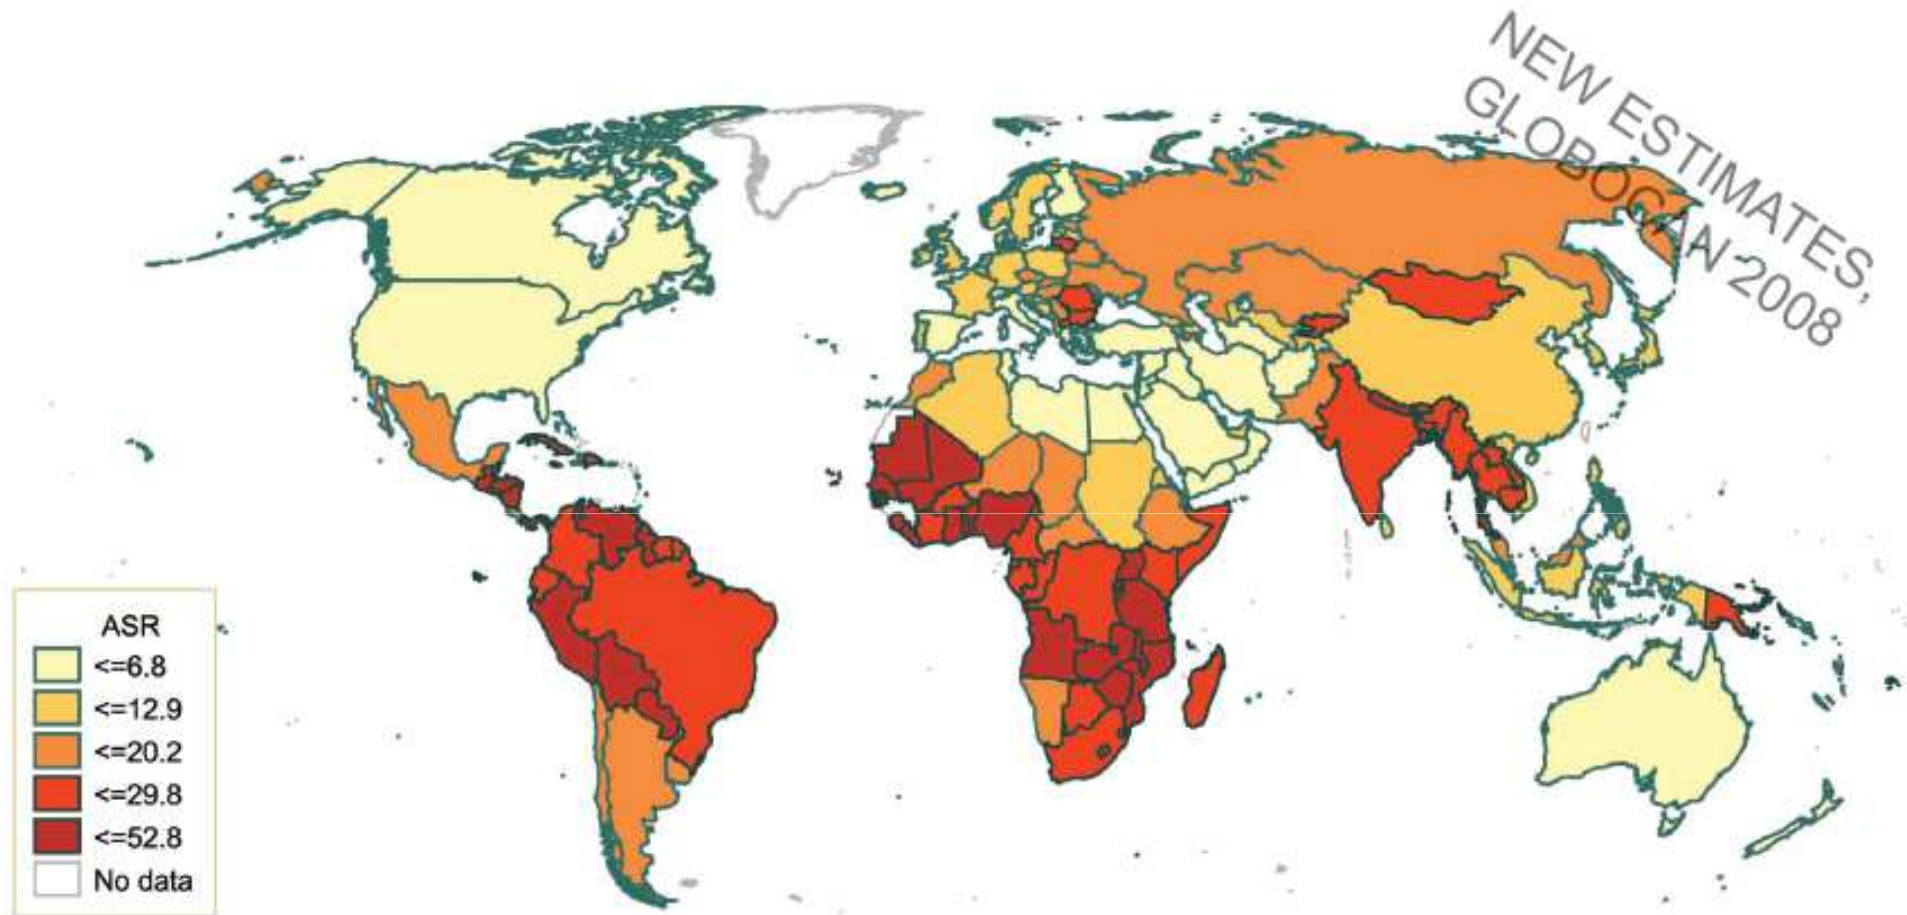 NEW ESTIMATES,
GLOBOCAN 2008
ASR
<=6.8
<=12.9
<=20.2
<=29.8
<=52.8
No data